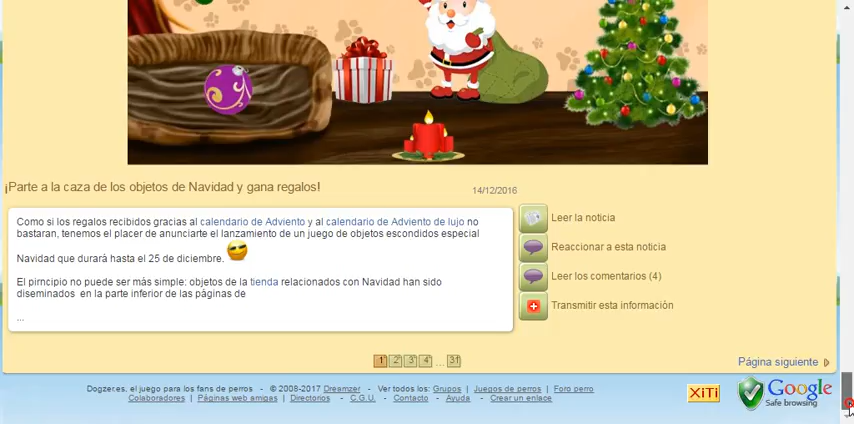 ¡Parte a la caza de los objetos de Navidad y gana regalos!
14/12/2016
Como si los regalos recibidos gracias al calendario de Adviento y al calendario de Adviento de lujo no
bastaran, tenemos el placer de anunciarte el lanzamiento de un juego de objetos escondidos especial
Navidad que durará hasta el 25 de diciembre.
El pirncipio no puede ser más simple: objetos de la tienda relacionados con Navidad han sido
diseminados en la parte inferior de las páginas de
...
Leer la noticia
Reaccionar a esta noticia
Leer los comentarios (4)
Transmitir esta información
1 2 3 4 ... 31
Página siguiente
Dogzer.es, el juego para los fans de perros - © 2008-2017 Dreamzer - Ver todos los: Grupos | Juegos de perros | Foro perro
Colaboradores | Páginas web amigas | Directorios - C.G.U. - Contacto - Ayuda - Crear un enlace
XiTi
Google
Safe browsing